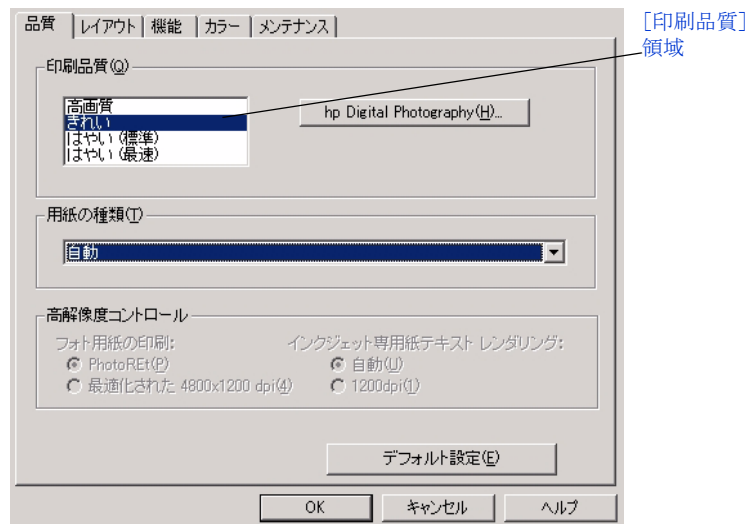 品質 レイアウト 機能 カラー メンテナンス
[印刷品質]
領域
印刷品質(Q)
高画質
きれい
はやい(標準)
はやい(最速)
hp Digital Photography(H)...
用紙の種類(T)
自動
高解像度コントロール
フォト用紙の印刷: インクジェット専用紙テキスト レンダリング:
PhotoREt(P) 自動(U)
最適化された 4800x1200 dpi(4) 1200dpi(1)
デフォルト設定(E)
OK キャンセル ヘルプ